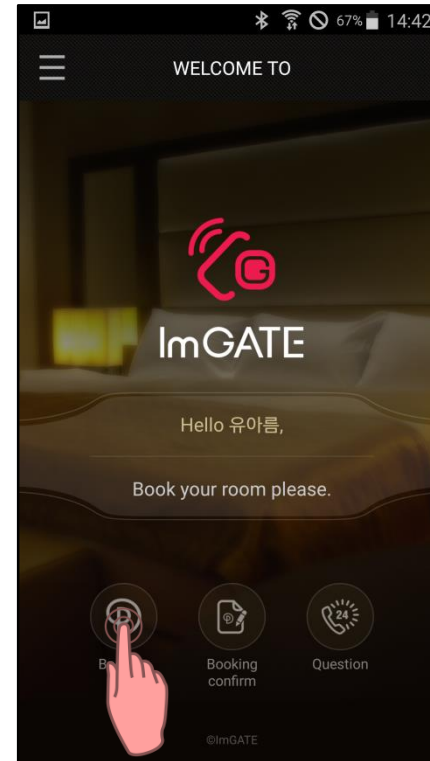 67% 14:42
WELCOME TO
ImGATE
Hello 유아름,
Book your room please.
24
Booking
confirm
Question
©ImGATE